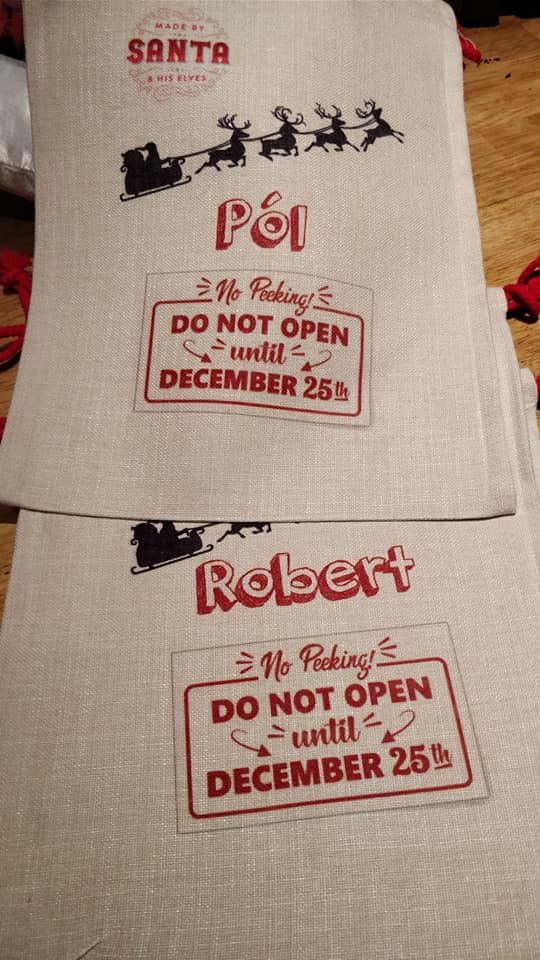 MADE BY
SANTA
& HIS ELVES
Pól
No Peeking!
DO NOT OPEN
until
DECEMBER 25th
Robert
No Peeking!
DO NOT OPEN
until
DECEMBER 25th